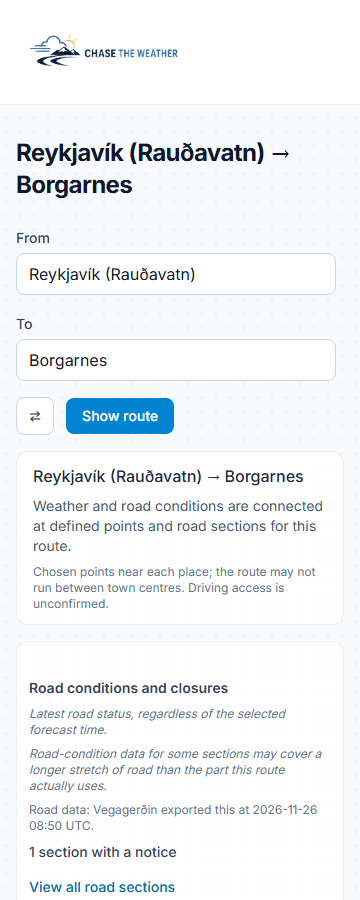 CHASE THE WEATHER
Reykjavík (Rauðavatn) →
Borgarnes
From
Reykjavík (Rauðavatn)
To
Borgarnes
⇄ Show route
Reykjavík (Rauðavatn) → Borgarnes
Weather and road conditions are connected
at defined points and road sections for this
route.
Chosen points near each place; the route may not
run between town centres. Driving access is
unconfirmed.
Road conditions and closures
Latest road status, regardless of the selected
forecast time.
Road-condition data for some sections may cover a
longer stretch of road than the part this route
actually uses.
Road data: Vegagerðin exported this at 2026-11-26
08:50 UTC.
1 section with a notice
View all road sections